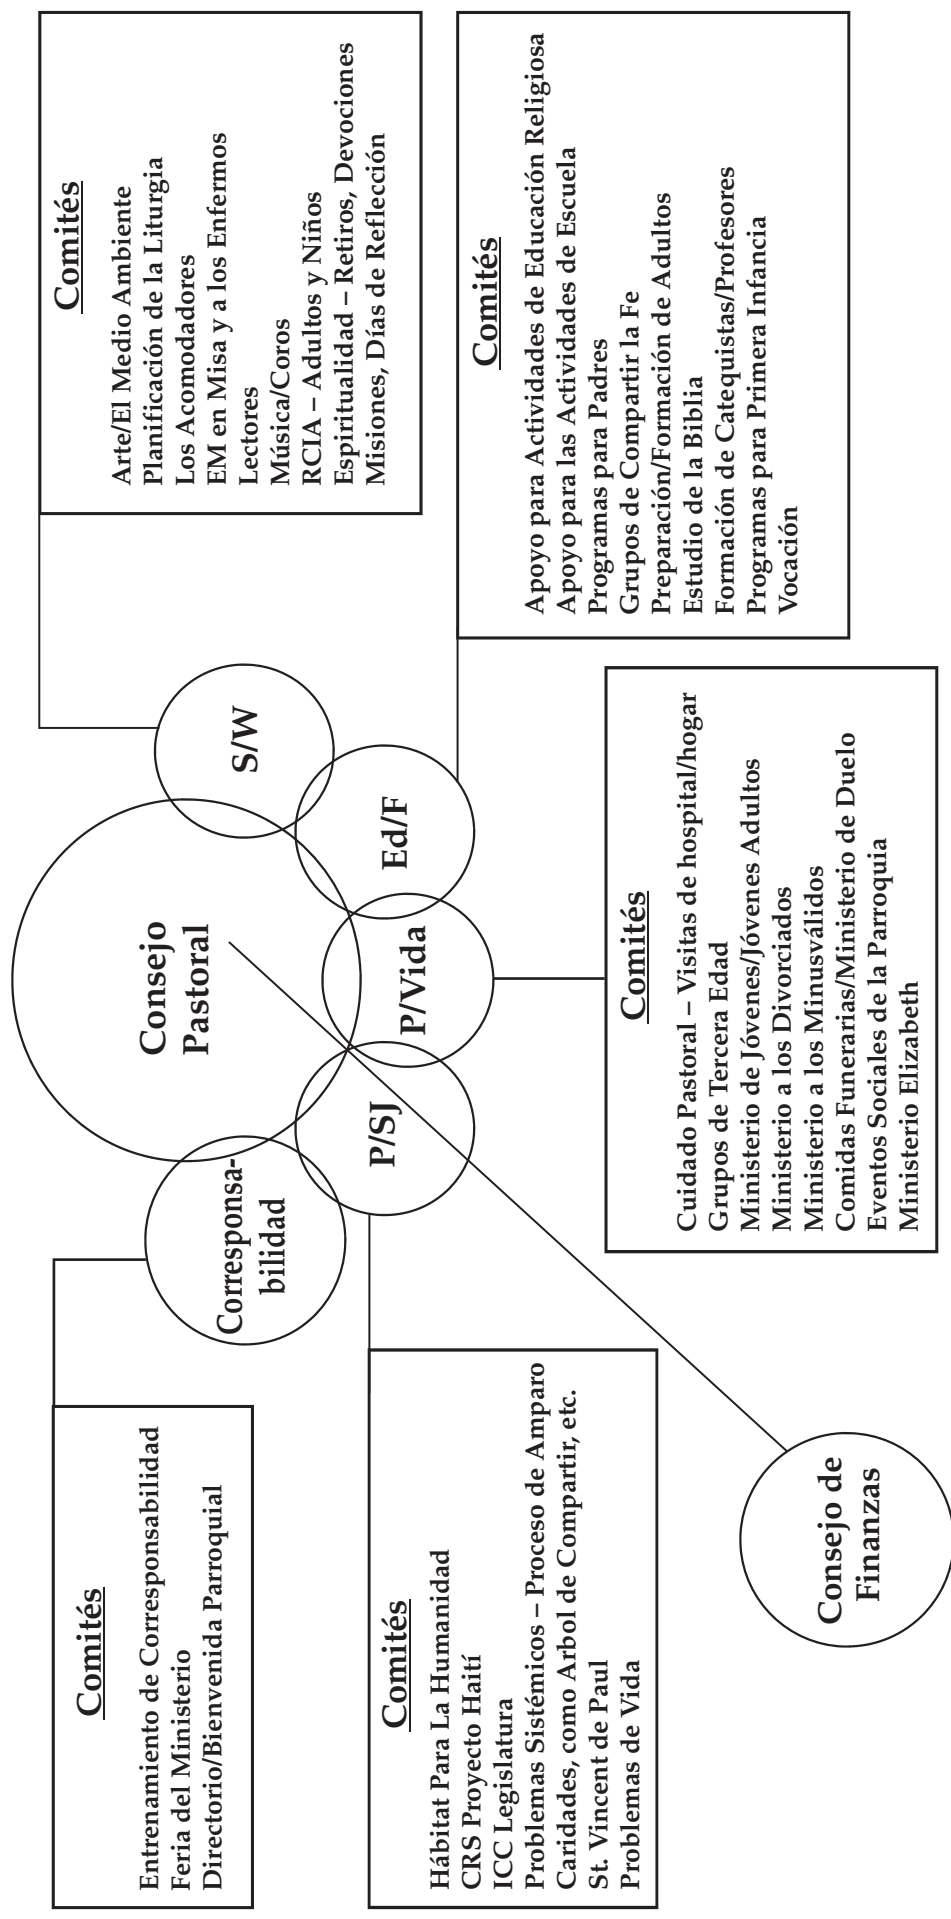 Consejo
Pastoral
Corresponsa-
bilidad
P/SJ
P/Vida
Ed/F
S/W
Consejo de
Finanzas
Comités
Entrenamiento de Corresponsabilidad
Feria del Ministerio
Directorio/Bienvenida Parroquial
Comités
Hábitat Para La Humanidad
CRS Proyecto Haití
ICC Legislatura
Problemas Sistémicos – Proceso de Amparo
Caridades, como Arbol de Compartir, etc.
St. Vincent de Paul
Problemas de Vida
Comités
Cuidado Pastoral – Visitas de hospital/hogar
Grupos de Tercera Edad
Ministerio de Jóvenes/Jóvenes Adultos
Ministerio a los Divorciados
Ministerio a los Minusválidos
Comidas Funerarias/Ministerio de Duelo
Eventos Sociales de la Parroquia
Ministerio Elizabeth
Comités
Apoyo para Actividades de Educación Religiosa
Apoyo para las Actividades de Escuela
Programas para Padres
Grupos de Compartir la Fe
Preparación/Formación de Adultos
Estudio de la Biblia
Formación de Catequistas/Profesores
Programas para Primera Infancia
Vocación
Comités
Arte/El Medio Ambiente
Planificación de la Liturgia
Los Acomodadores
EM en Misa y a los Enfermos
Lectores
Música/Coros
RCIA – Adultos y Niños
Espiritualidad – Retiros, Devociones
Misiones, Días de Reflección